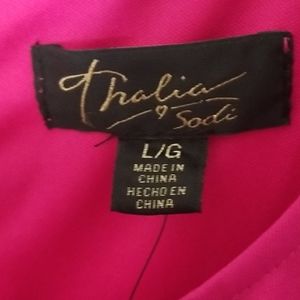 Thalia
Sodi
L/G
MADE IN
CHINA
HECHO EN
CHINA